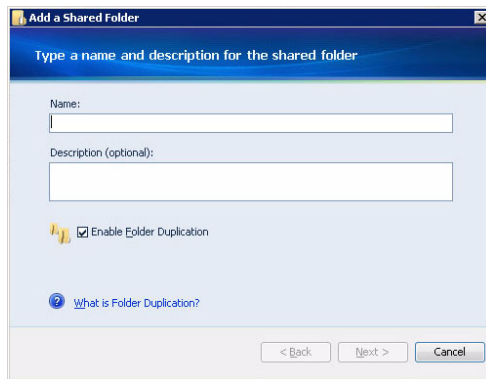 Add a Shared Folder
Type a name and description for the shared folder
Name:
Description (optional):
Enable Folder Duplication
What is Folder Duplication?
< Back Next > Cancel